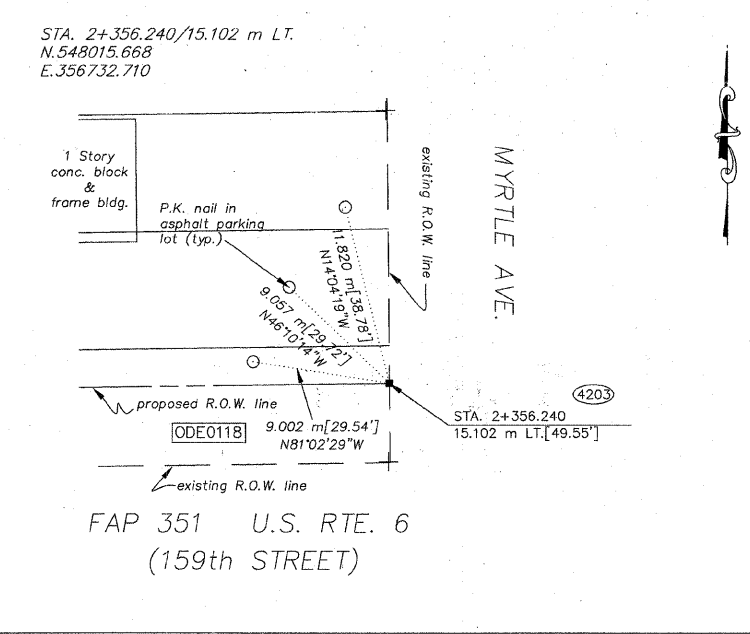 STA. 2+356.240/15.102 m LT.
N.548015.668
E.356732.710
1 Story
conc. block
&
frame bldg.
P.K. nail in
asphalt parking
lot (typ.)
existing R.O.W. line
MYRTLE AVE.
11.820 m[38.78']
N14°04'19"W
9.057 m[29.72']
N46°10'14"W
proposed R.O.W. line
ODE0118
9.002 m[29.54']
N81°02'29"W
4203
STA. 2+356.240
15.102 m LT.[49.55']
existing R.O.W. line
FAP 351 U.S. RTE. 6
(159th STREET)